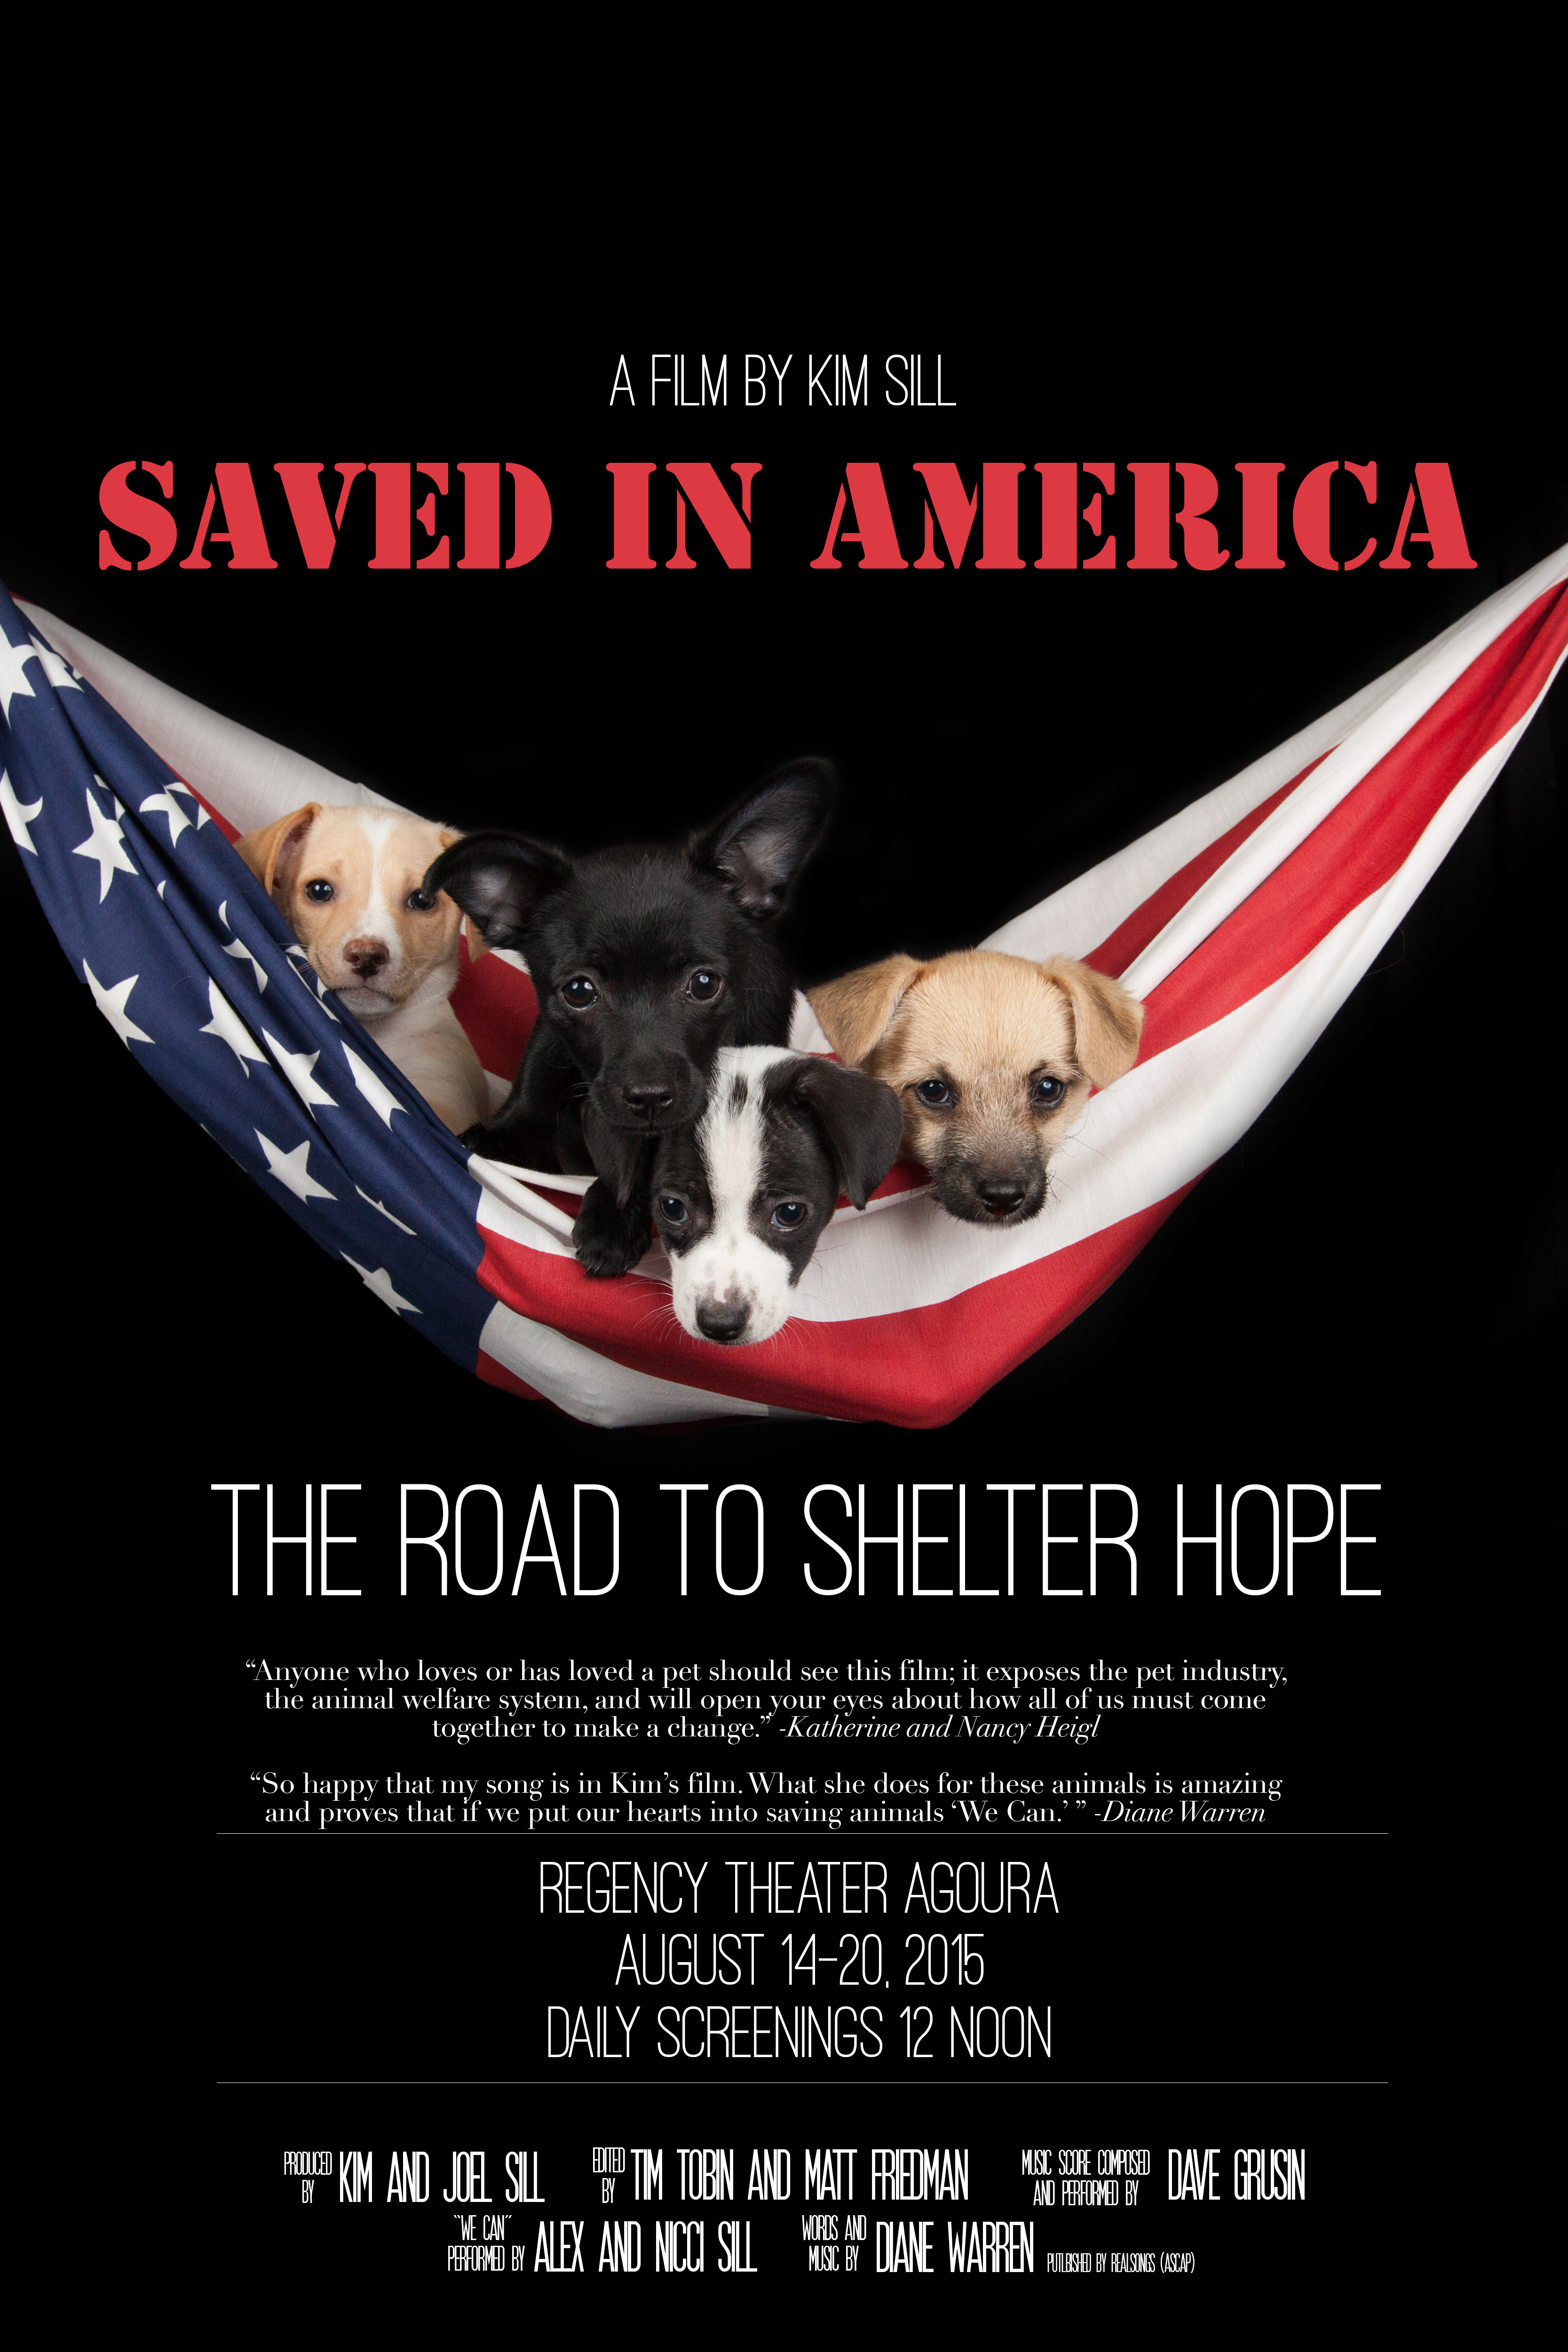 A FILM BY KIM SILL
SAVED IN AMERICA
THE ROAD TO SHELTER HOPE
“Anyone who loves or has loved a pet should see this film; it exposes the pet industry,
the animal welfare system, and will open your eyes about how all of us must come
together to make a change.” -Katherine and Nancy Heigl
“So happy that my song is in Kim’s film. What she does for these animals is amazing
and proves that if we put our hearts into saving animals ‘We Can.’ ” -Diane Warren
REGENCY THEATER AGOURA
AUGUST 14-20, 2015
DAILY SCREENINGS 12 NOON
PRODUCED BY KIM AND JOEL SILL
EDITED BY TIM TOBIN AND MATT FRIEDMAN
MUSIC SCORE COMPOSED AND PERFORMED BY DAVE GRUSIN
“WE CAN” PERFORMED BY ALEX AND NICCI SILL
WORDS AND MUSIC BY DIANE WARREN
PUTLBISHED BY REALSONGS (ASCAP)